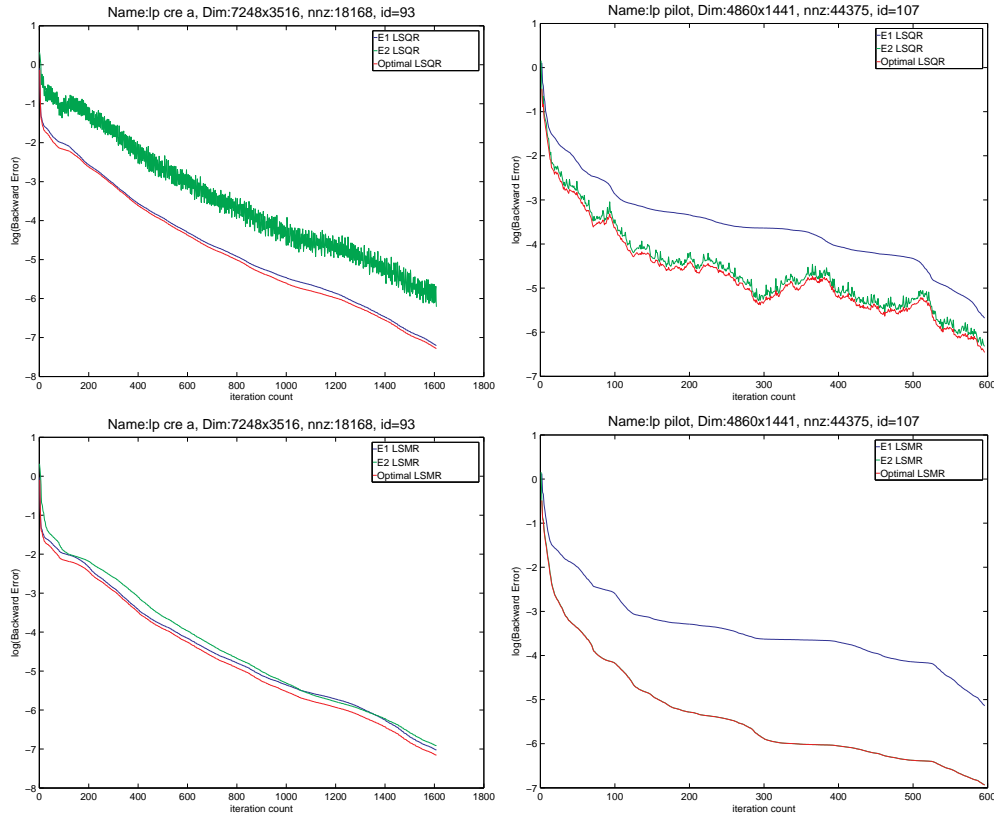 Name:lp cre a, Dim:7248x3516, nnz:18168, id=93
E1 LSQR
E2 LSQR
Optimal LSQR
log(Backward Error)
1
0
−1
−2
−3
−4
−5
−6
−7
−8
0 200 400 600 800 1000 1200 1400 1600 1800
iteration count
Name:lp pilot, Dim:4860x1441, nnz:44375, id=107
E1 LSQR
E2 LSQR
Optimal LSQR
log(Backward Error)
1
0
−1
−2
−3
−4
−5
−6
−7
0 100 200 300 400 500 600
iteration count
Name:lp cre a, Dim:7248x3516, nnz:18168, id=93
E1 LSMR
E2 LSMR
Optimal LSMR
log(Backward Error)
1
0
−1
−2
−3
−4
−5
−6
−7
−8
0 200 400 600 800 1000 1200 1400 1600 1800
iteration count
Name:lp pilot, Dim:4860x1441, nnz:44375, id=107
E1 LSMR
E2 LSMR
Optimal LSMR
log(Backward Error)
1
0
−1
−2
−3
−4
−5
−6
−7
0 100 200 300 400 500 600
iteration count